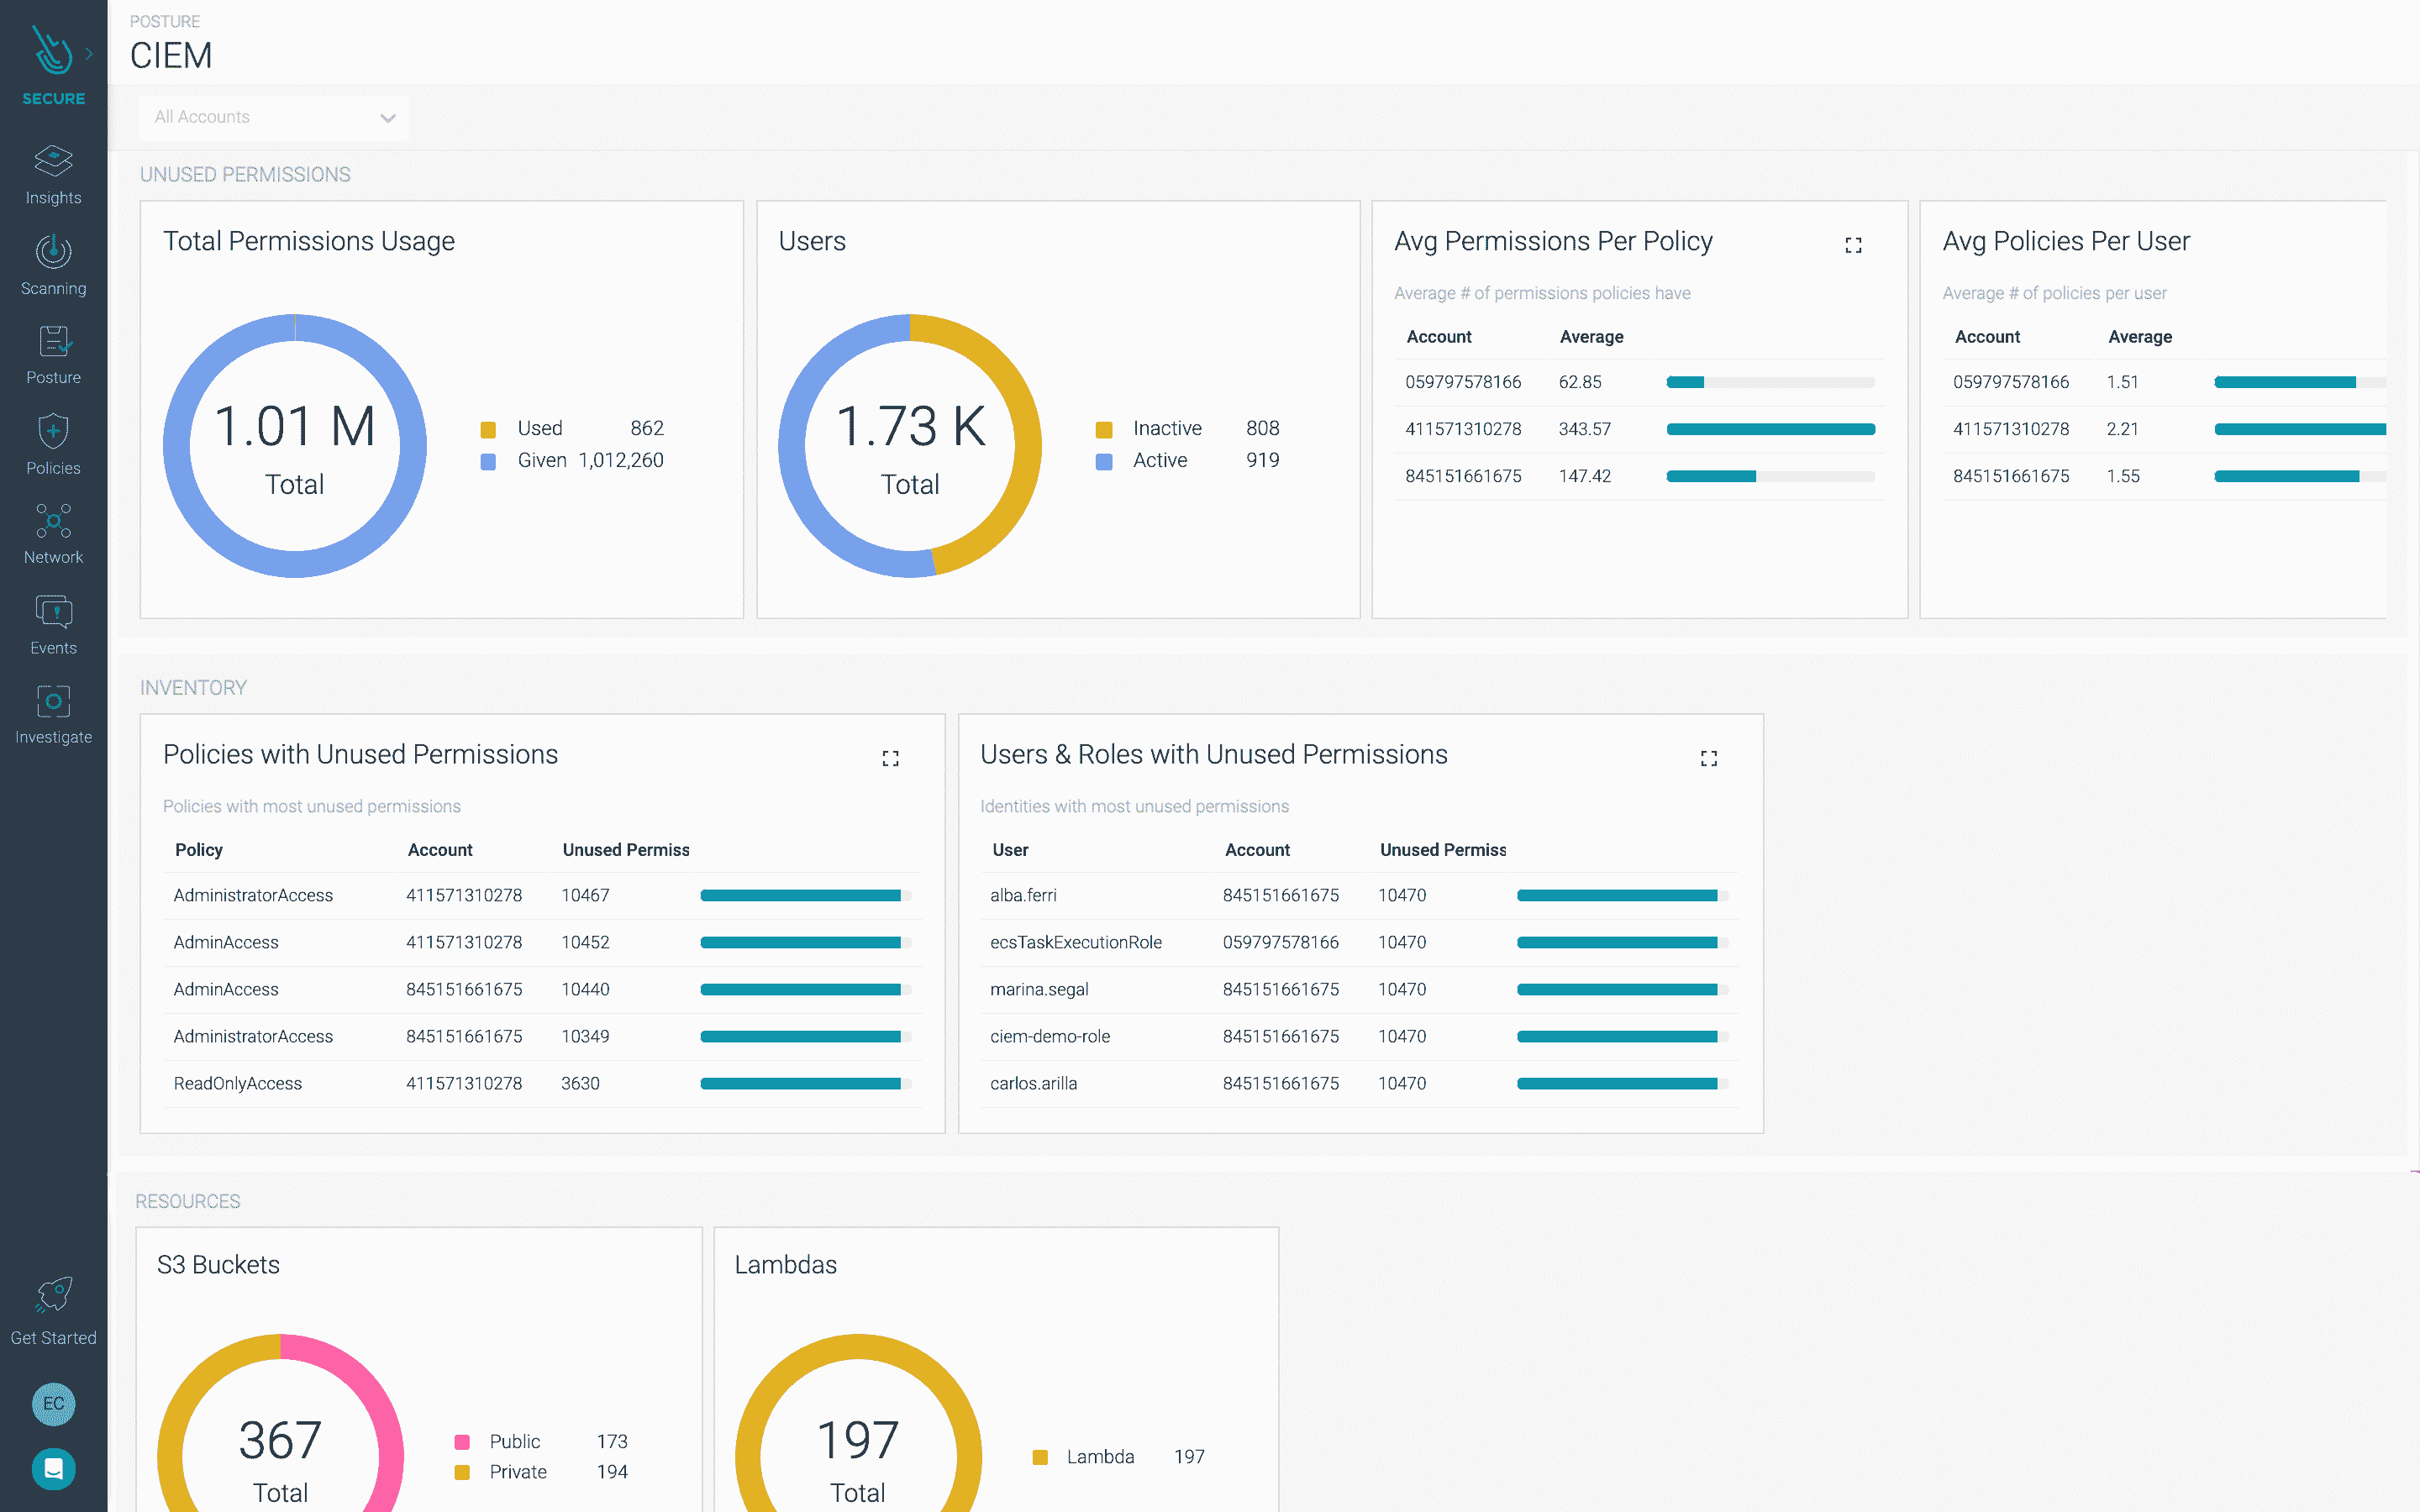 POSTURE
CIEM
SECURE
Insights
Scanning
Posture
Policies
Network
Events
Investigate
Get Started
EC
All Accounts
UNUSED PERMISSIONS
Total Permissions Usage
1.01 M
Total
Used 862
Given 1,012,260
Users
1.73 K
Total
Inactive 808
Active 919
Avg Permissions Per Policy
Average # of permissions policies have
Account Average
059797578166 62.85
411571310278 343.57
845151661675 147.42
Avg Policies Per User
Average # of policies per user
Account Average
059797578166 1.51
411571310278 2.21
845151661675 1.55
INVENTORY
Policies with Unused Permissions
Policies with most unused permissions
Policy Account Unused Permiss
AdministratorAccess 411571310278 10467
AdminAccess 411571310278 10452
AdminAccess 845151661675 10440
AdministratorAccess 845151661675 10349
ReadOnlyAccess 411571310278 3630
Users & Roles with Unused Permissions
Identities with most unused permissions
User Account Unused Permiss
alba.ferri 845151661675 10470
ecsTaskExecutionRole 059797578166 10470
marina.segal 845151661675 10470
ciem-demo-role 845151661675 10470
carlos.arilla 845151661675 10470
RESOURCES
S3 Buckets
367
Total
Public 173
Private 194
Lambdas
197
Total
Lambda 197